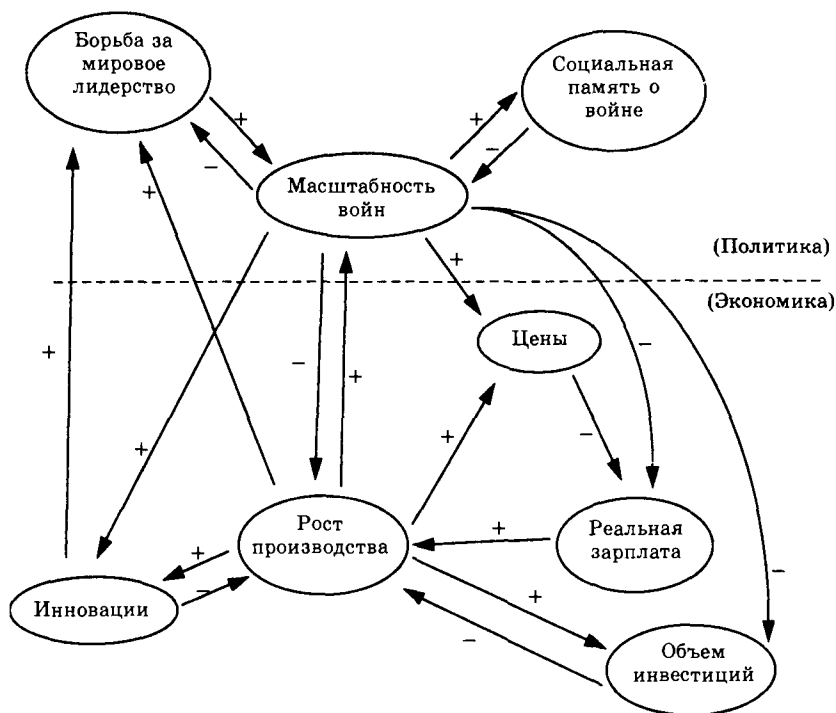 Борьба за
мировое
лидерство
Социальная
память о
войне
+
+
−
−
+
Масштабность
войн
(Политика)
+
(Экономика)
Цены
+
−
+
−
+
+
−
Рост
производства
+
Реальная
зарплата
+
−
Инновации
+
−
−
Объем
инвестиций